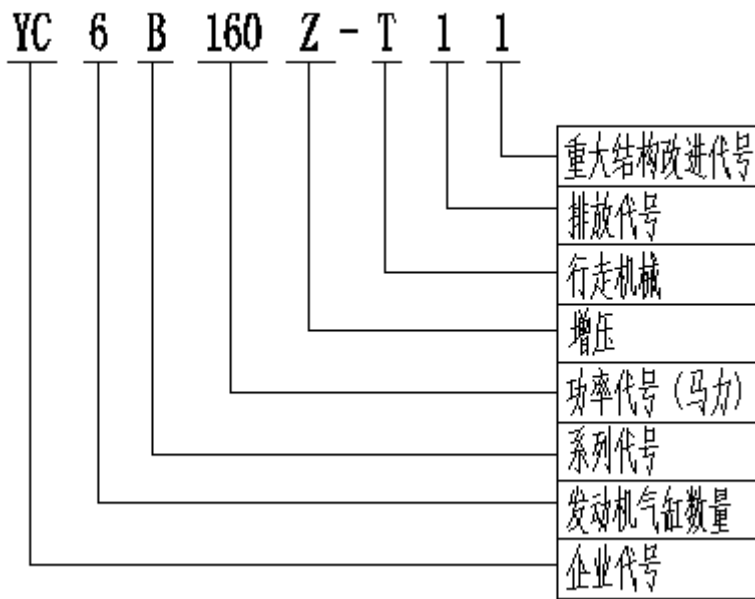 YC 6 B 160 Z - T 1 1
重大结构改进代号
排放代号
行走机械
增压
功率代号（马力）
系列代号
发动机气缸数量
企业代号